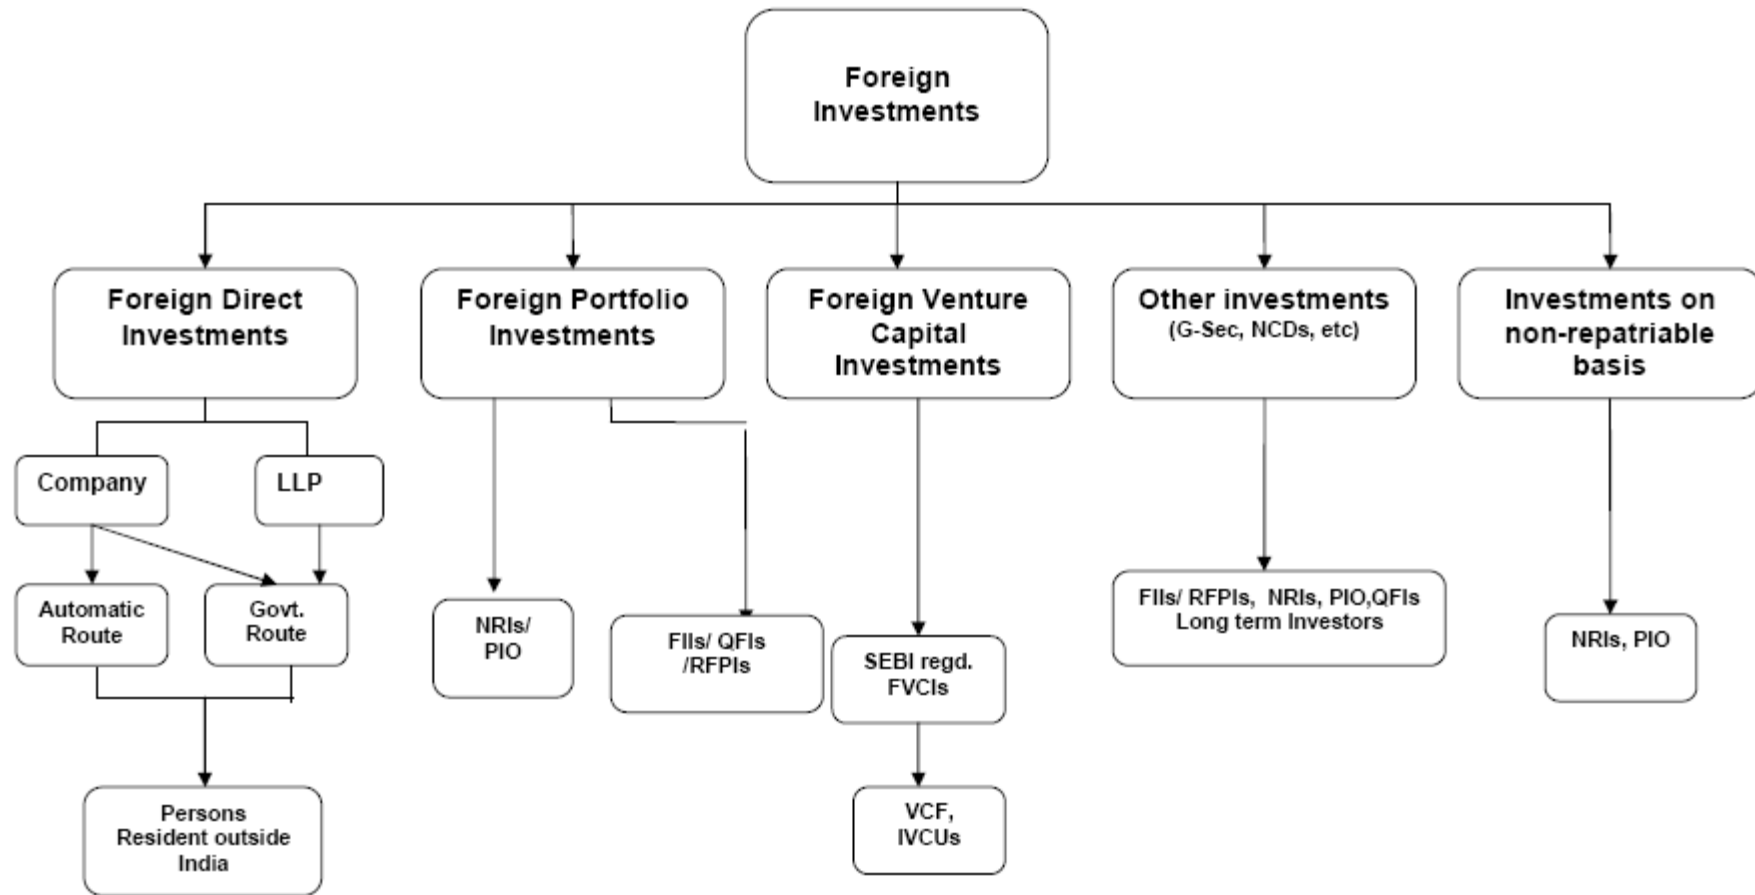 Foreign
Investments
Foreign Direct
Investments
Foreign Portfolio
Investments
Foreign Venture
Capital
Investments
Other investments
(G-Sec, NCDs, etc)
Investments on
non-repatriable
basis
Company
LLP
Automatic
Route
Govt.
Route
NRIs/
PIO
FIIs/ QFIs
/RFPIs
SEBI regd.
FVCIs
FIIs/ RFPIs, NRIs, PIO,QFIs
Long term Investors
NRIs, PIO
Persons
Resident outside
India
VCF,
IVCUs